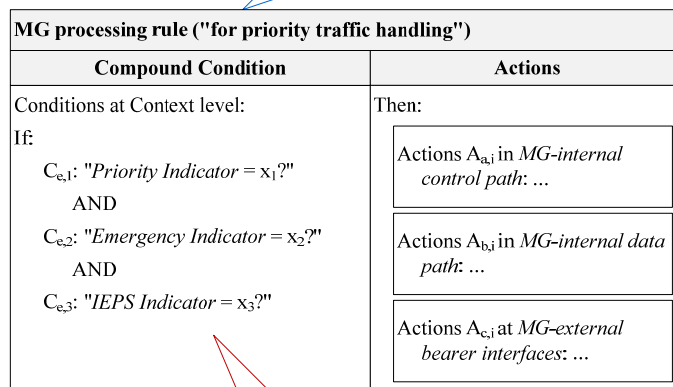 MG processing rule ("for priority traffic handling")
Compound Condition
Actions
Conditions at Context level:
If:
Ce,1: "Priority Indicator = x1?"
AND
Ce,2: "Emergency Indicator = x2?"
AND
Ce,3: "IEPS Indicator = x3?"
Then:
Actions Aa,i in MG-internal
control path: ...
Actions Ab,i in MG-internal data
path: ...
Actions Ac,i at MG-external
bearer interfaces: ...